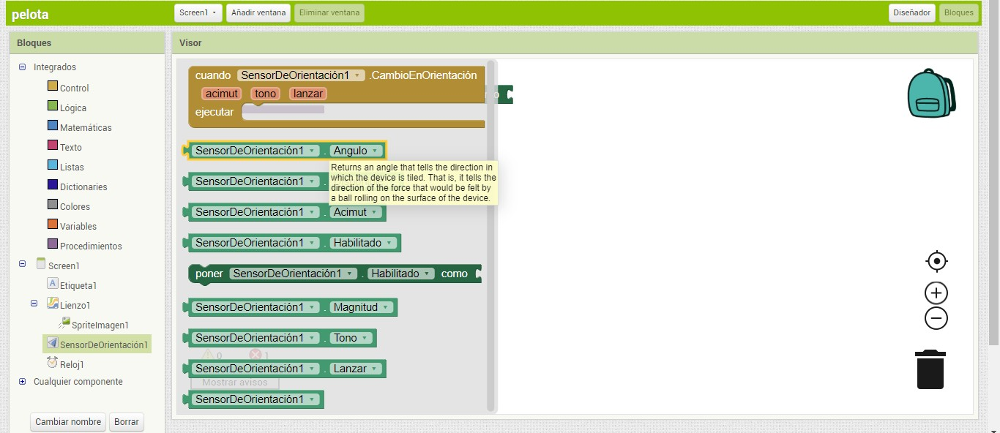 pelota
Screen1
Añadir ventana
Eliminar ventana
Diseñador
Bloques
Bloques
Visor
Integrados
Control
Lógica
Matemáticas
Texto
Listas
Dictionaries
Colores
Variables
Procedimientos
Screen1
Etiqueta1
Lienzo1
SpriteImagen1
SensorDeOrientación1
Reloj1
Cualquier componente
Cambiar nombre
Borrar
cuando SensorDeOrientación1 .CambioEnOrientación
acimut tono lanzar
ejecutar
SensorDeOrientación1 . Angulo
Returns an angle that tells the direction in
which the device is tiled. That is, it tells the
direction of the force that would be felt by
a ball rolling on the surface of the device.
SensorDeOrientación1 .
SensorDeOrientación1 . Acimut
SensorDeOrientación1 . Habilitado
poner SensorDeOrientación1 . Habilitado como
SensorDeOrientación1 . Magnitud
SensorDeOrientación1 . Tono
0 1
SensorDeOrientación1 . Lanzar
Mostrar avisos
SensorDeOrientación1